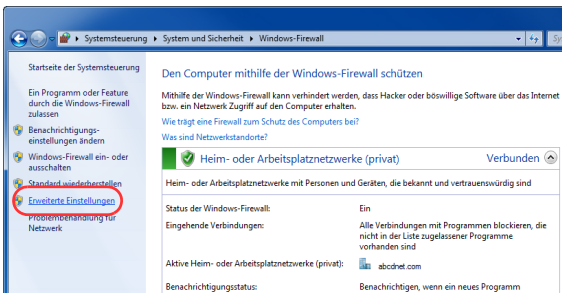 Systemsteuerung ▸ System und Sicherheit ▸ Windows-Firewall
Startseite der Systemsteuerung
Ein Programm oder Feature
durch die Windows-Firewall
zulassen
Benachrichtigungs-
einstellungen ändern
Windows-Firewall ein- oder
ausschalten
Standard wiederherstellen
Erweiterte Einstellungen
Problembehandlung für
Netzwerk
Den Computer mithilfe der Windows-Firewall schützen
Mithilfe der Windows-Firewall kann verhindert werden, dass Hacker oder böswillige Software über das Internet
bzw. ein Netzwerk Zugriff auf den Computer erhalten.
Wie trägt eine Firewall zum Schutz des Computers bei?
Was sind Netzwerkstandorte?
Heim- oder Arbeitsplatznetzwerke (privat) Verbunden
Heim- oder Arbeitsplatznetzwerke mit Personen und Geräten, die bekannt und vertrauenswürdig sind
Status der Windows-Firewall: Ein
Eingehende Verbindungen: Alle Verbindungen mit Programmen blockieren, die
nicht in der Liste zugelassener Programme
vorhanden sind
Aktive Heim- oder Arbeitsplatznetzwerke (privat): abcdnet.com
Benachrichtigungsstatus: Benachrichtigen, wenn ein neues Programm